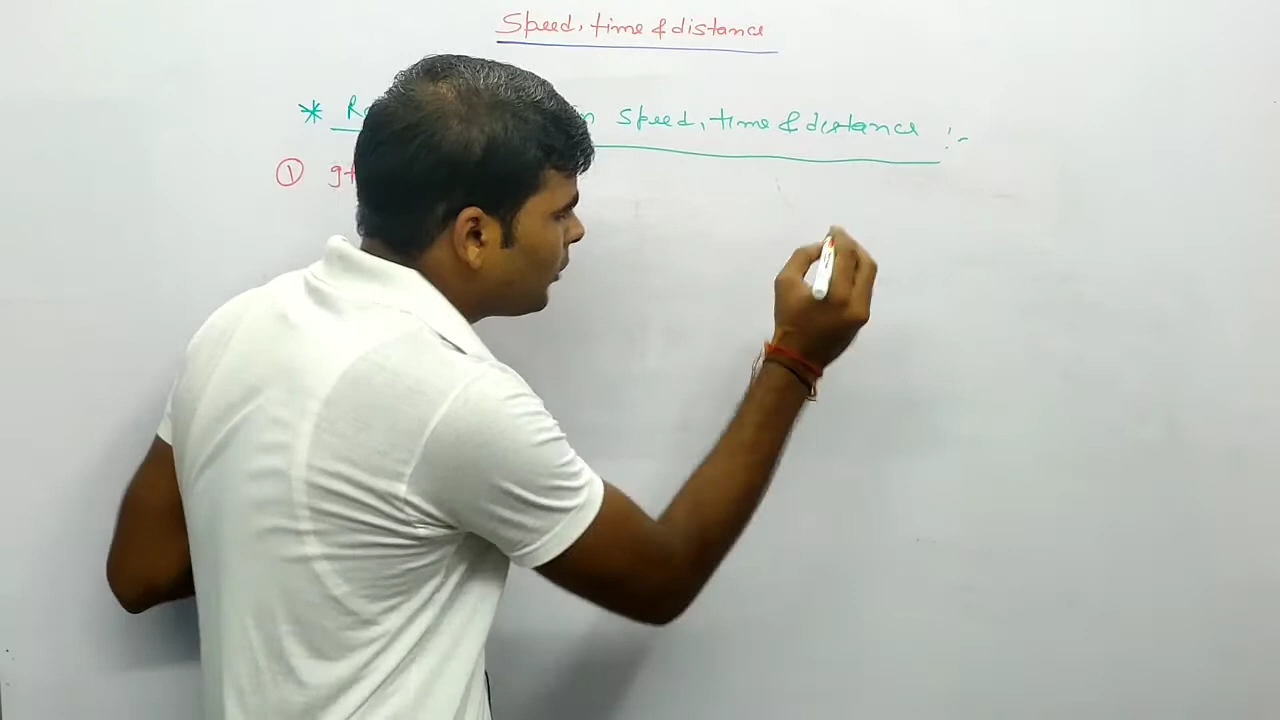 Speed, time & distance
* speed, time & distance :-
①